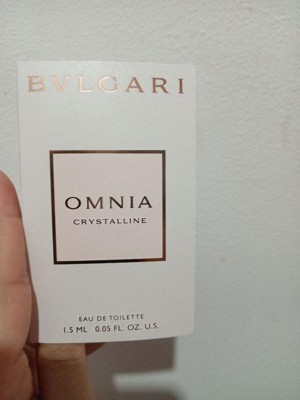 BVLGARI
OMNIA
CRYSTALLINE
EAU DE TOILETTE
1.5 ML 0.05 FL. OZ. U.S.